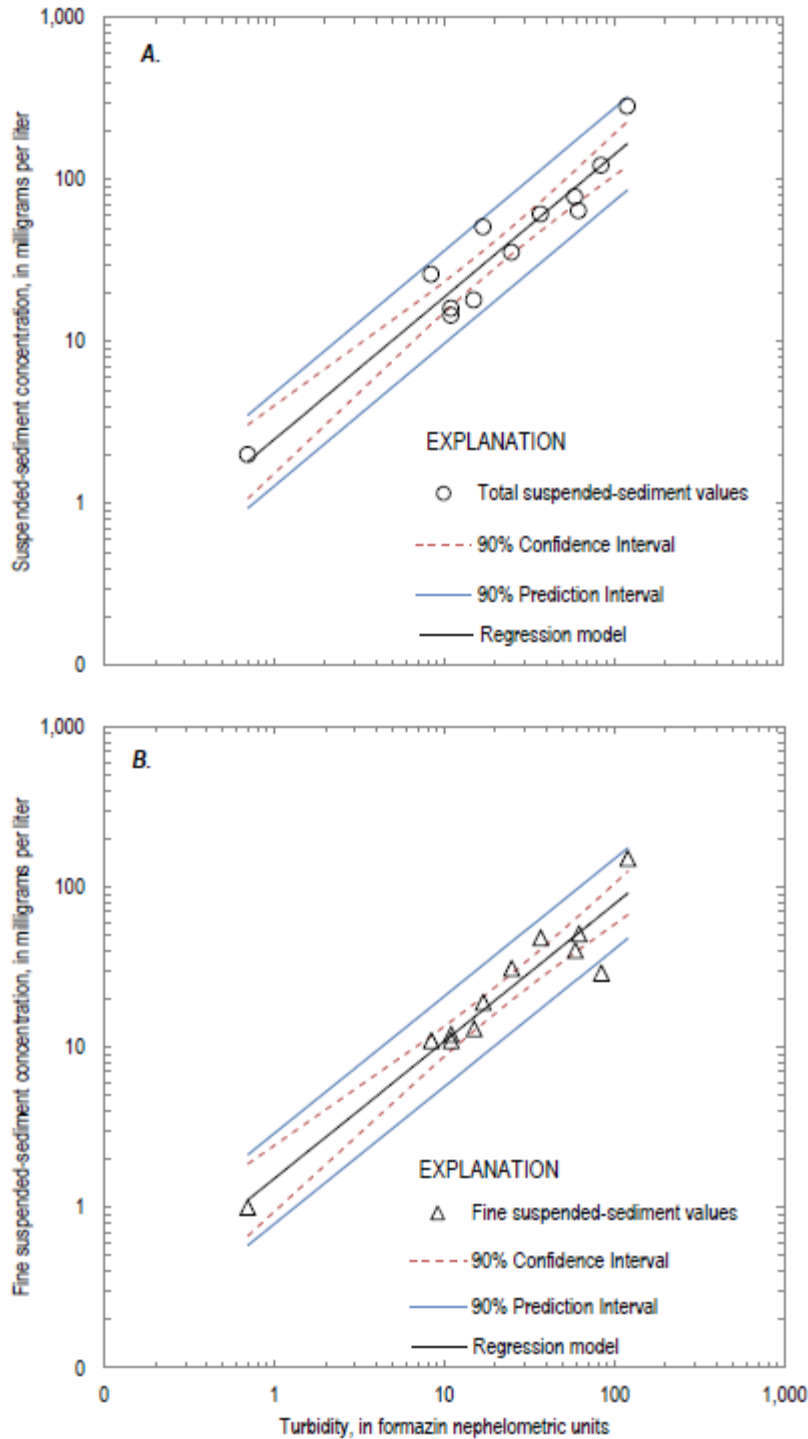 1,000
A.
100
10
1
0
Suspended-sediment concentration, in milligrams per liter
EXPLANATION
Total suspended-sediment values
90% Confidence Interval
90% Prediction Interval
Regression model
1,000
B.
100
10
1
0
Fine suspended-sediment concentration, in milligrams per liter
EXPLANATION
Fine suspended-sediment values
90% Confidence Interval
90% Prediction Interval
Regression model
0 1 10 100 1,000
Turbidity, in formazin nephelometric units